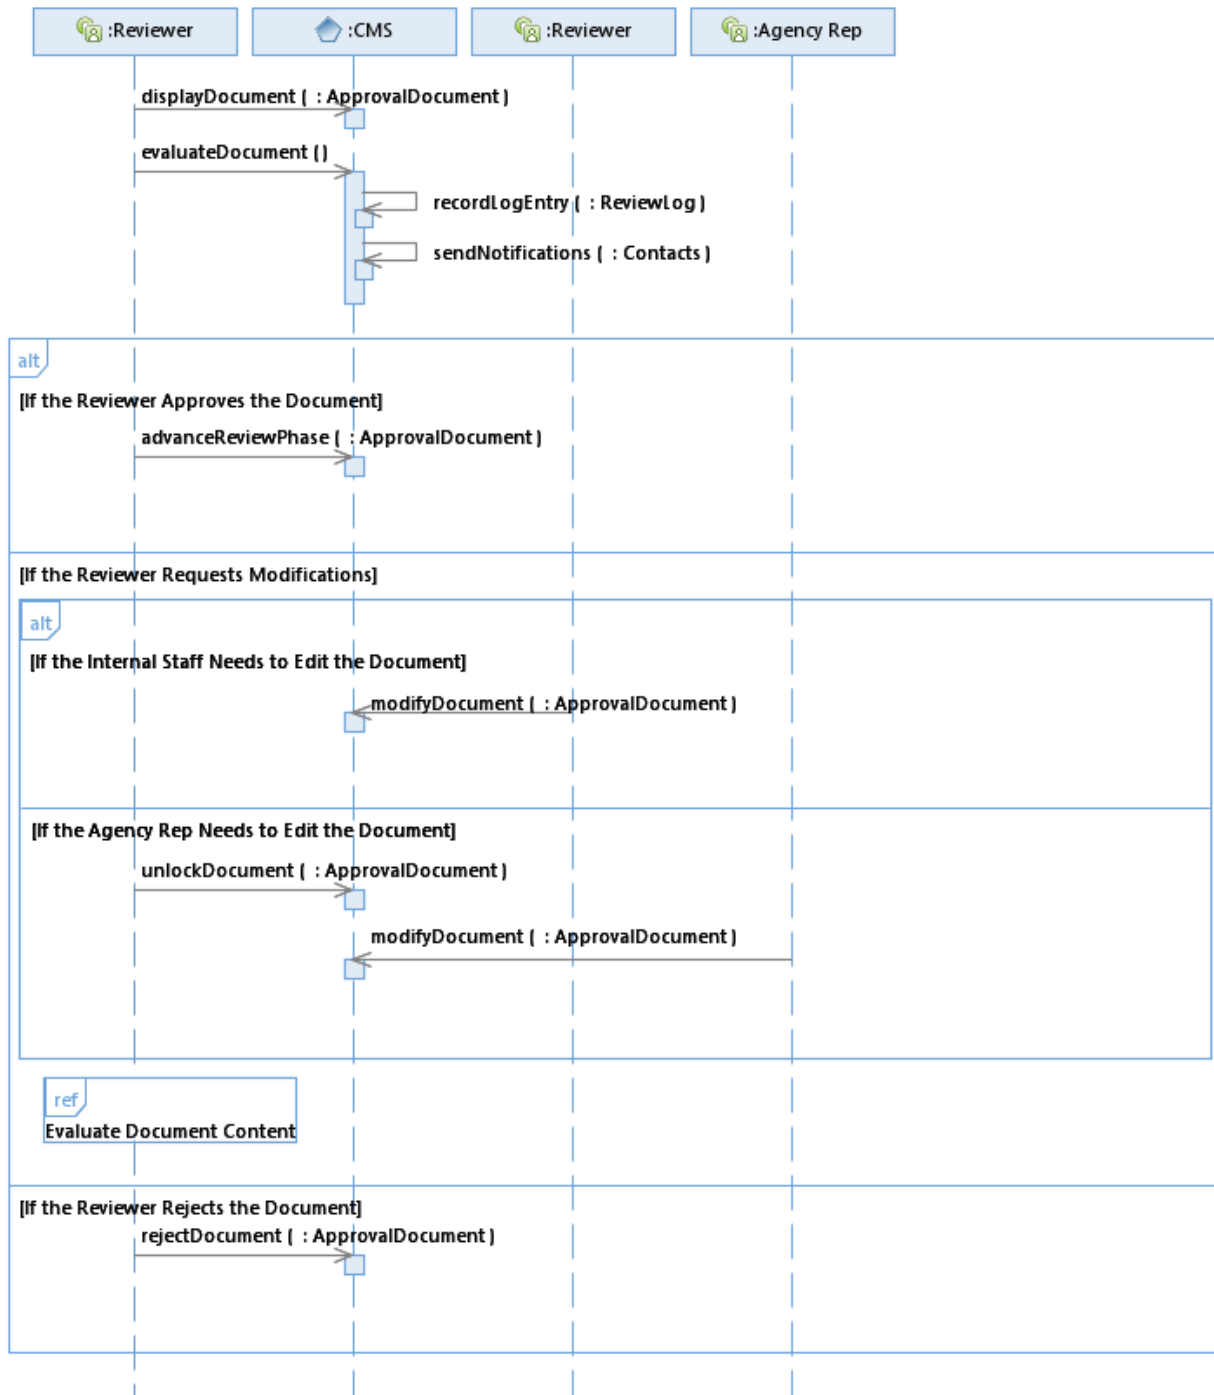 :Reviewer
:CMS
:Reviewer
:Agency Rep
displayDocument ( : ApprovalDocument )
evaluateDocument ()
recordLogEntry ( : ReviewLog )
sendNotifications ( : Contacts )
alt
[If the Reviewer Approves the Document]
advanceReviewPhase ( : ApprovalDocument )
[If the Reviewer Requests Modifications]
alt
[If the Internal Staff Needs to Edit the Document]
modifyDocument ( : ApprovalDocument )
[If the Agency Rep Needs to Edit the Document]
unlockDocument ( : ApprovalDocument )
modifyDocument ( : ApprovalDocument )
ref
Evaluate Document Content
[If the Reviewer Rejects the Document]
rejectDocument ( : ApprovalDocument )